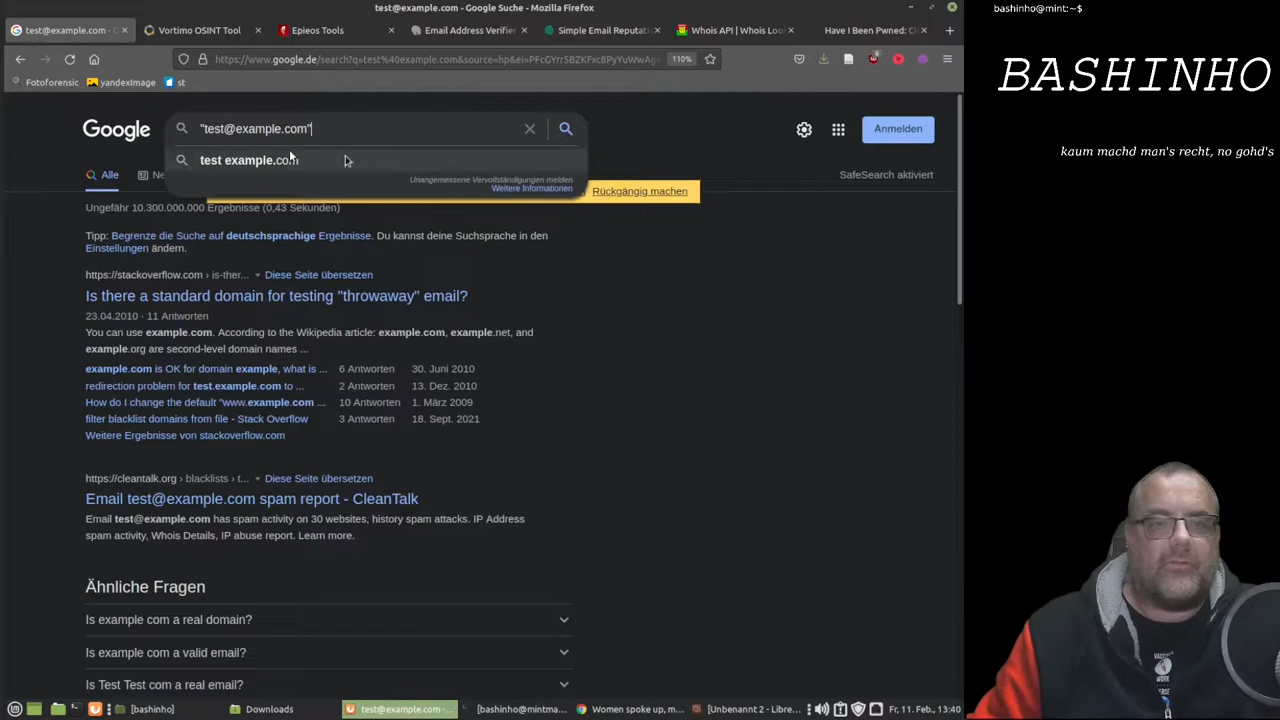 test@example.com - Google Suche - Mozilla Firefox
test@example.com - G
Vortimo OSINT Tool
Epieos Tools
Email Address Verifier
Simple Email Reputati
Whois API | Whois Loo
Have I Been Pwned: C
https://www.google.de/search?q=test%40example.com&source=hp&ei=PFcGYrr5BZKFxc8PyYuWwAg
110%
Fotoforensic
yandexImage
st
Google
"test@example.com"
Anmelden
test example.com
Unangemessene Vervollständigungen melden
Weitere Informationen
Alle
Ne
SafeSearch aktiviert
Rückgängig machen
Ungefähr 10.300.000.000 Ergebnisse (0,43 Sekunden)
Tipp: Begrenze die Suche auf deutschsprachige Ergebnisse. Du kannst deine Suchsprache in den
Einstellungen ändern.
https://stackoverflow.com › is-ther... Diese Seite übersetzen
Is there a standard domain for testing "throwaway" email?
23.04.2010 · 11 Antworten
You can use example.com. According to the Wikipedia article: example.com, example.net, and
example.org are second-level domain names ...
example.com is OK for domain example, what is ... 6 Antworten 30. Juni 2010
redirection problem for test.example.com to ... 2 Antworten 13. Dez. 2010
How do I change the default "www.example.com ... 10 Antworten 1. März 2009
filter blacklist domains from file - Stack Overflow 3 Antworten 18. Sept. 2021
Weitere Ergebnisse von stackoverflow.com
https://cleantalk.org › blacklists › t... Diese Seite übersetzen
Email test@example.com spam report - CleanTalk
Email test@example.com has spam activity on 30 websites, history spam attacks. IP Address
spam activity, Whois Details, IP abuse report. Learn more.
Ähnliche Fragen
Is example com a real domain?
Is example com a valid email?
Is Test Test com a real email?
bashinho@mint:~$
BASHINHO
kaum machd man's recht, no gohd's
[bashinho]
Downloads
test@example.com -...
[bashinho@mintma...
Women spoke up, m...
[Unbenannt 2 - Libre...
Fr, 11. Feb., 13:40